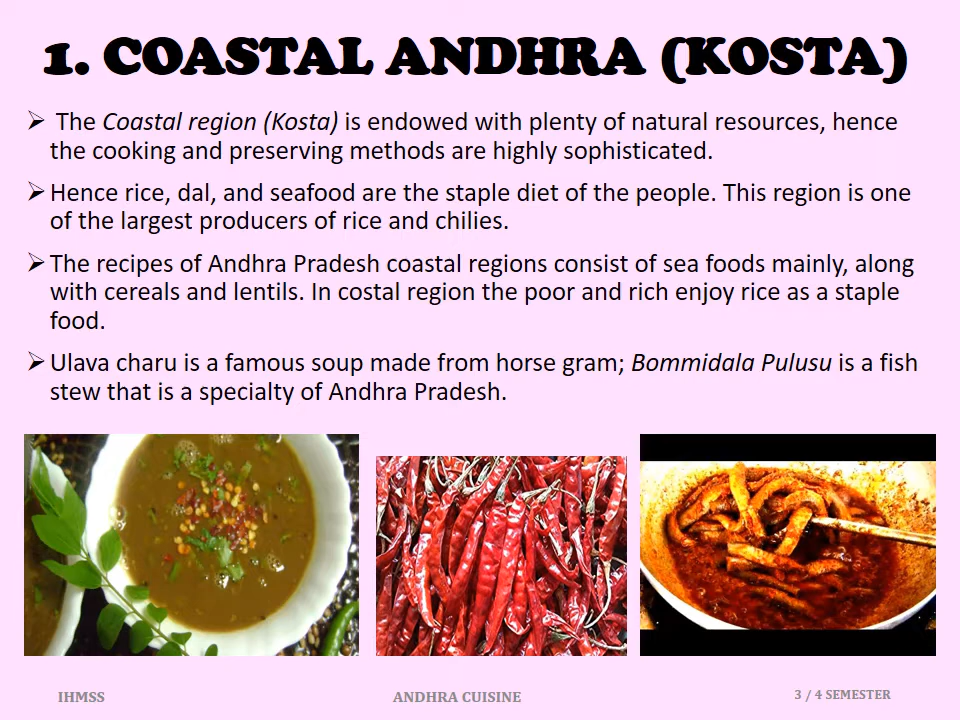 1. COASTAL ANDHRA (KOSTA)
➢ The Coastal region (Kosta) is endowed with plenty of natural resources, hence
the cooking and preserving methods are highly sophisticated.
➢ Hence rice, dal, and seafood are the staple diet of the people. This region is one
of the largest producers of rice and chilies.
➢ The recipes of Andhra Pradesh coastal regions consist of sea foods mainly, along
with cereals and lentils. In costal region the poor and rich enjoy rice as a staple
food.
➢ Ulava charu is a famous soup made from horse gram; Bommidala Pulusu is a fish
stew that is a specialty of Andhra Pradesh.
IHMSS
ANDHRA CUISINE
3 / 4 SEMESTER